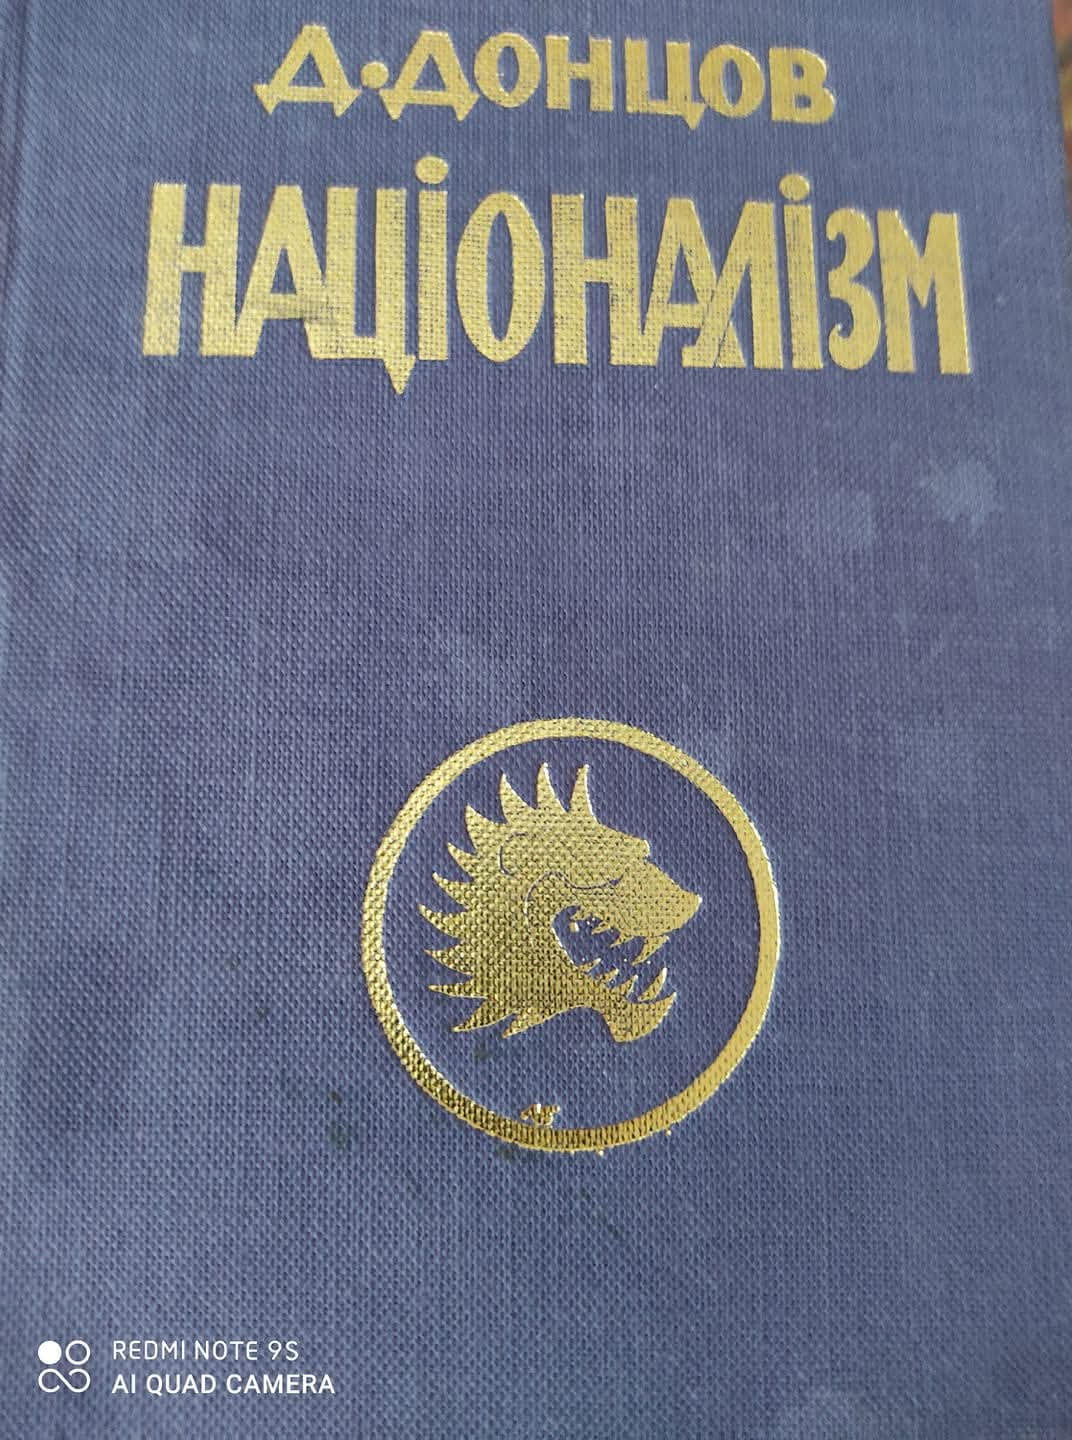 Д. ДОНЦОВ
НАЦІОНАЛІЗМ
REDMI NOTE 9S
AI QUAD CAMERA